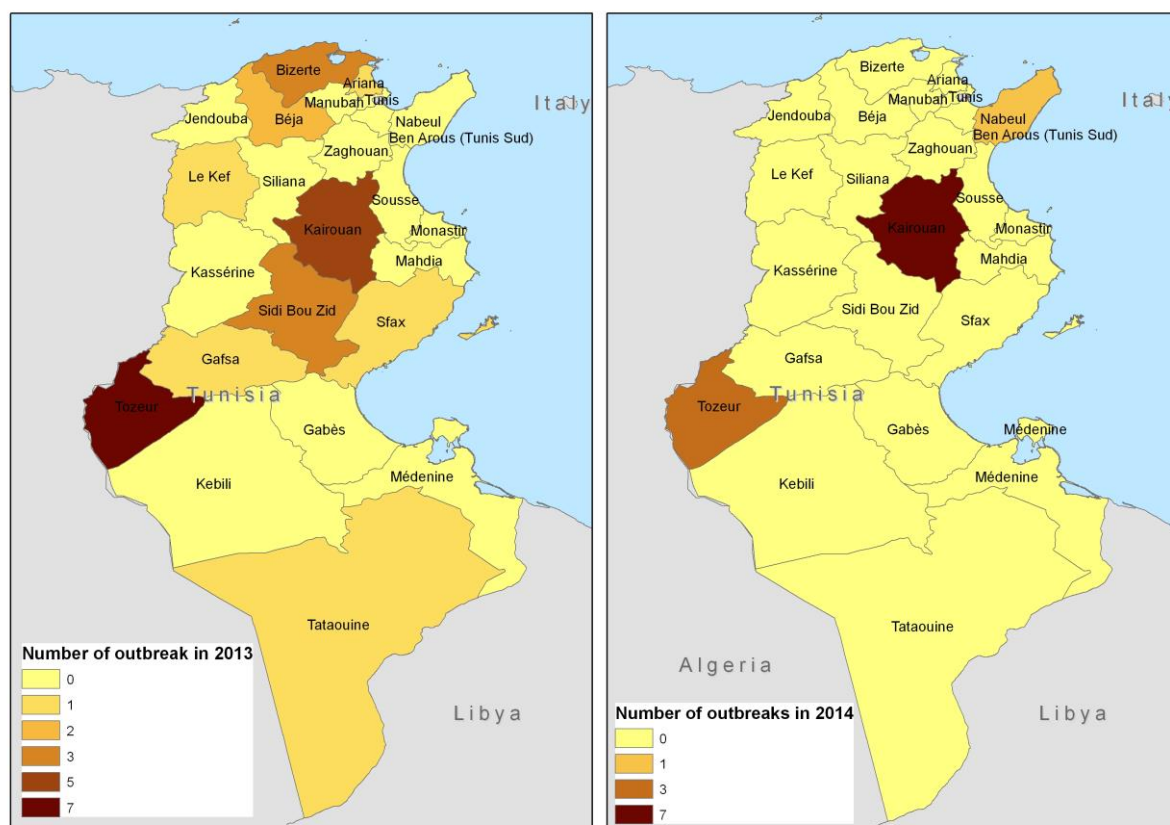 Bizerte
Ariana
Italy
Manubah
Tunis
Jendouba
Béja
Nabeul
Ben Arous (Tunis Sud)
Zaghouan
Le Kef
Siliana
Sousse
Kairouan
Monastir
Mahdia
Kassérine
Sidi Bou Zid
Sfax
Gafsa
Tunisia
Tozeur
Gabès
Médenine
Kebili
Tataouine
Libya
Number of outbreak in 2013
0
1
2
3
5
7
Bizerte
Ariana
Italy
Manubah
Tunis
Jendouba
Béja
Nabeul
Ben Arous (Tunis Sud)
Zaghouan
Le Kef
Siliana
Sousse
Kairouan
Monastir
Mahdia
Kassérine
Sidi Bou Zid
Sfax
Gafsa
Tunisia
Tozeur
Gabès
Médenine
Médenine
Kebili
Tataouine
Algeria
Libya
Number of outbreaks in 2014
0
1
3
7